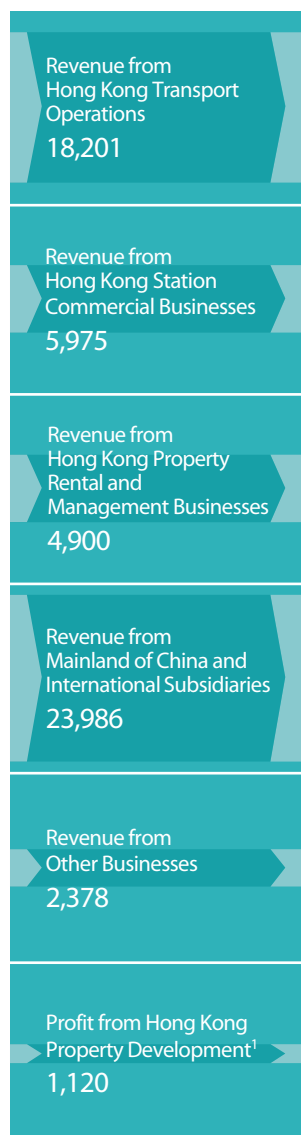 Revenue from
Hong Kong Transport
Operations
18,201
Revenue from
Hong Kong Station
Commercial Businesses
5,975
Revenue from
Hong Kong Property
Rental and
Management Businesses
4,900
Revenue from
Mainland of China and
International Subsidiaries
23,986
Revenue from
Other Businesses
2,378
Profit from Hong Kong
Property Development¹
1,120